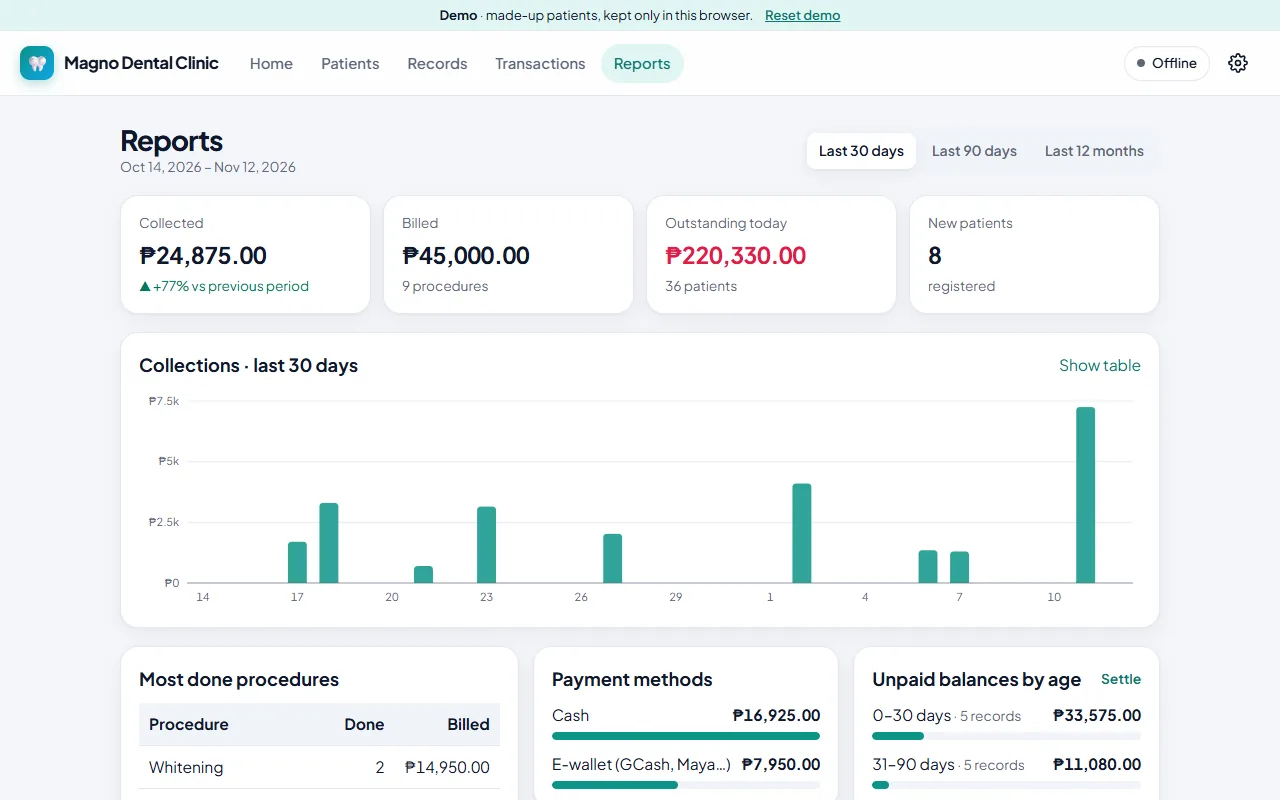 Demo · made-up patients, kept only in this browser. Reset demo
Magno Dental Clinic
Home
Patients
Records
Transactions
Reports
Offline
Reports
Oct 14, 2026 – Nov 12, 2026
Last 30 days
Last 90 days
Last 12 months
Collected
₱24,875.00
▲+77% vs previous period
Billed
₱45,000.00
9 procedures
Outstanding today
₱220,330.00
36 patients
New patients
8
registered
Collections · last 30 days
Show table
₱7.5k
₱5k
₱2.5k
₱0
14 17 20 23 26 29 1 4 7 10
Most done procedures
Procedure Done Billed
Whitening 2 ₱14,950.00
Payment methods
Cash ₱16,925.00
E-wallet (GCash, Maya…) ₱7,950.00
Unpaid balances by age Settle
0–30 days · 5 records ₱33,575.00
31–90 days · 5 records ₱11,080.00